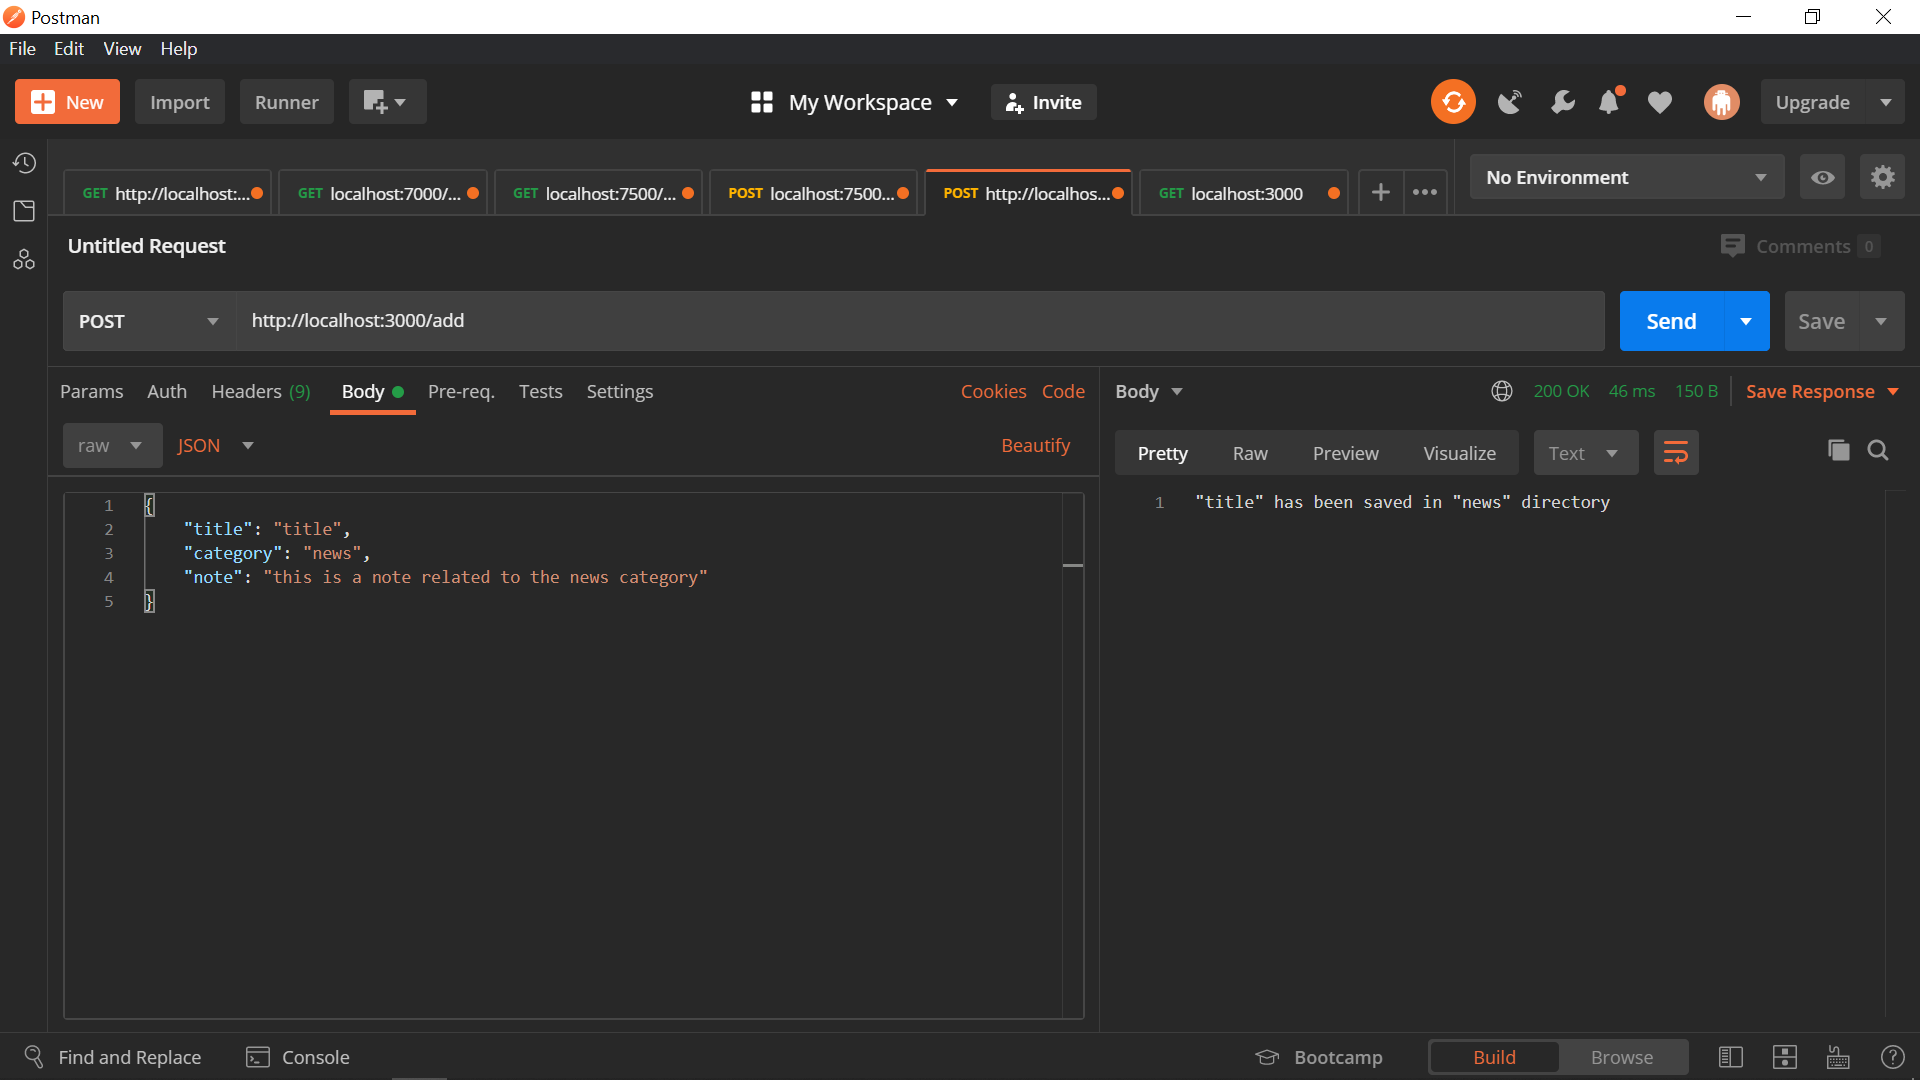 Postman
File Edit View Help
New Import Runner My Workspace Invite Upgrade
GET http://localhost:... GET localhost:7000/... GET localhost:7500/... POST localhost:7500... POST http://localhos... GET localhost:3000 No Environment
Untitled Request Comments 0
POST http://localhost:3000/add Send Save
Params Auth Headers (9) Body Pre-req. Tests Settings Cookies Code Body 200 OK 46 ms 150 B Save Response
raw JSON Beautify Pretty Raw Preview Visualize Text
1 { 1 "title" has been saved in "news" directory
2 "title": "title",
3 "category": "news",
4 "note": "this is a note related to the news category"
5 }
Find and Replace Console Bootcamp Build Browse